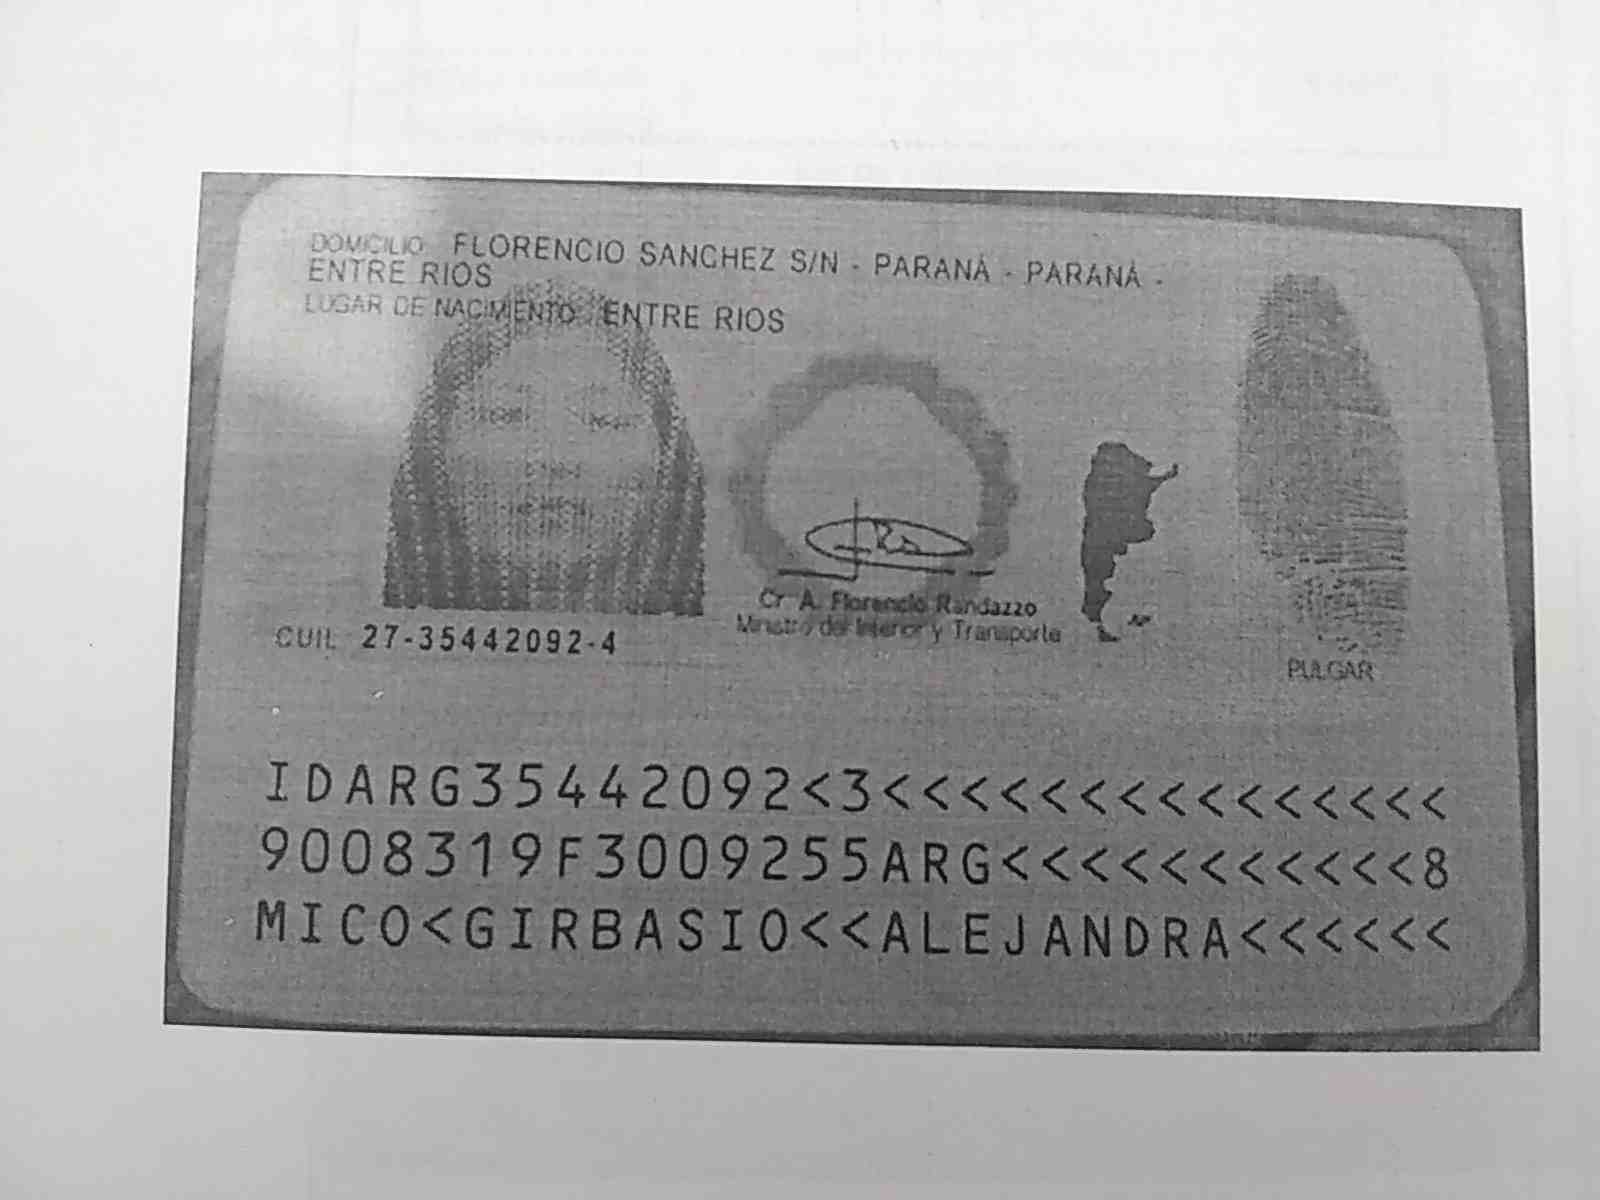 DOMICILIO FLORENCIO SANCHEZ S/N - PARANÁ - PARANÁ -
ENTRE RIOS
LUGAR DE NACIMIENTO ENTRE RIOS
Cr. A. Florencio Randazzo
Ministro del Interior y Transporte
CUIL 27-35442092-4
PULGAR
IDARG35442092<3<<<<<<<<<<<<<<<
9008319F3009255ARG<<<<<<<<<<<8
MICO<GIRBASIO<<ALEJANDRA<<<<<<